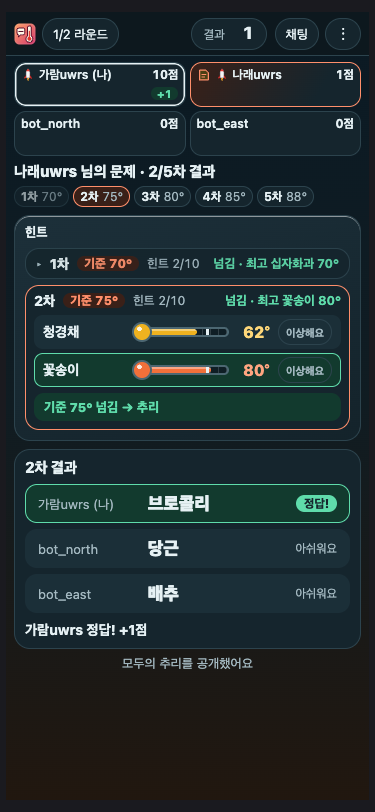 1/2 라운드
결과 1
채팅
가람uwrs (나) 10점
+1
나래uwrs 1점
bot_north 0점
bot_east 0점
나래uwrs 님의 문제 · 2/5차 결과
1차 70° 2차 75° 3차 80° 4차 85° 5차 88°
힌트
▸ 1차 기준 70° 힌트 2/10 넘김 · 최고 십자화과 70°
2차 기준 75° 힌트 2/10 넘김 · 최고 꽃송이 80°
청경채 62° 이상해요
꽃송이 80° 이상해요
기준 75° 넘김 → 추리
2차 결과
가람uwrs (나) 브로콜리 정답!
bot_north 당근 아쉬워요
bot_east 배추 아쉬워요
가람uwrs 정답! +1점
모두의 추리를 공개했어요